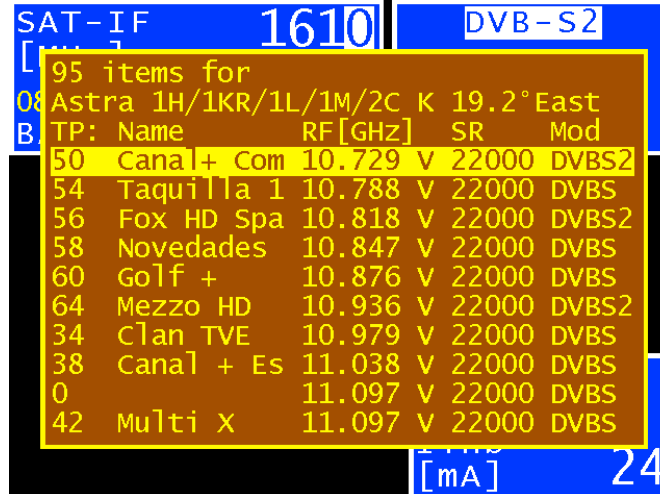 SAT-IF 1610 DVB-S2
95 items for
Astra 1H/1KR/1L/1M/2C K 19.2°East
TP: Name RF[GHz] SR Mod
50 Canal+ Com 10.729 V 22000 DVBS2
54 Taquilla 1 10.788 V 22000 DVBS
56 Fox HD Spa 10.818 V 22000 DVBS2
58 Novedades 10.847 V 22000 DVBS
60 Golf + 10.876 V 22000 DVBS
64 Mezzo HD 10.936 V 22000 DVBS2
34 Clan TVE 10.979 V 22000 DVBS
38 Canal + Es 11.038 V 22000 DVBS
0 11.097 V 22000 DVBS
42 Multi X 11.097 V 22000 DVBS
[mA] 24